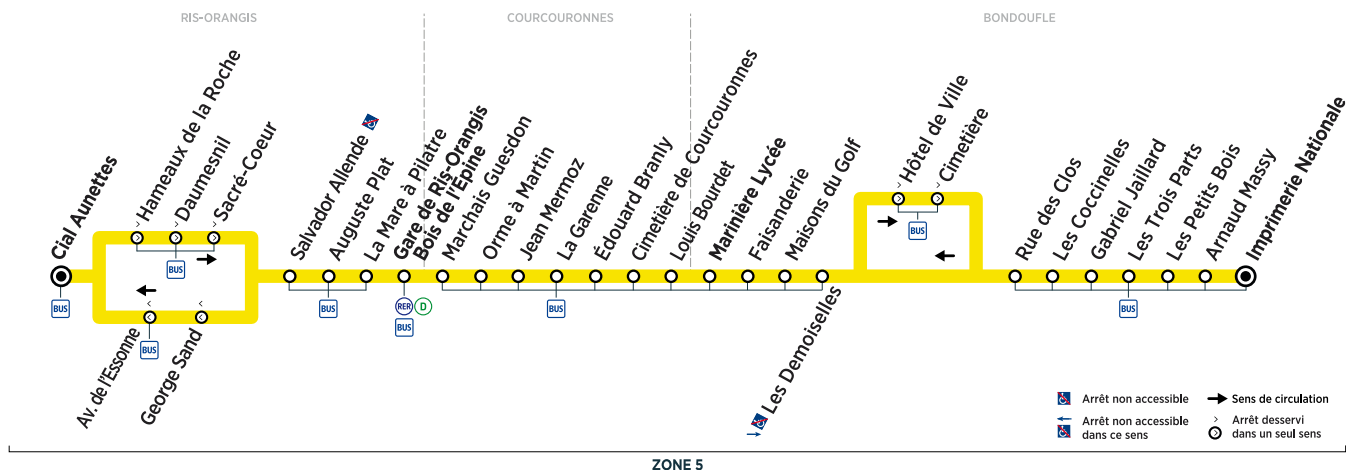 RIS-ORANGIS
COURCOURONNES
BONDOUFLE
Cial Aunettes
Hameaux de la Roche
Daumesnil
Sacré-Coeur
Av. de l'Essonne
George Sand
Salvador Allende
Auguste Plat
La Mare à Pilatre
Gare de Ris-Orangis
Bois de l'Epine
Marchais Guesdon
Orme à Martin
Jean Mermoz
La Garenne
Édouard Branly
Cimetière de Courcouronnes
Louis Bourdet
Marinière Lycée
Faisanderie
Maisons du Golf
Les Demoiselles
Hôtel de Ville
Cimetière
Rue des Clos
Les Coccinelles
Gabriel Jaillard
Les Trois Parts
Les Petits Bois
Arnaud Massy
Imprimerie Nationale
BUS
BUS
BUS
BUS
RER D
BUS
BUS
BUS
BUS
Arrêt non accessible
Sens de circulation
Arrêt non accessible
dans ce sens
Arrêt desservi
dans un seul sens
ZONE 5